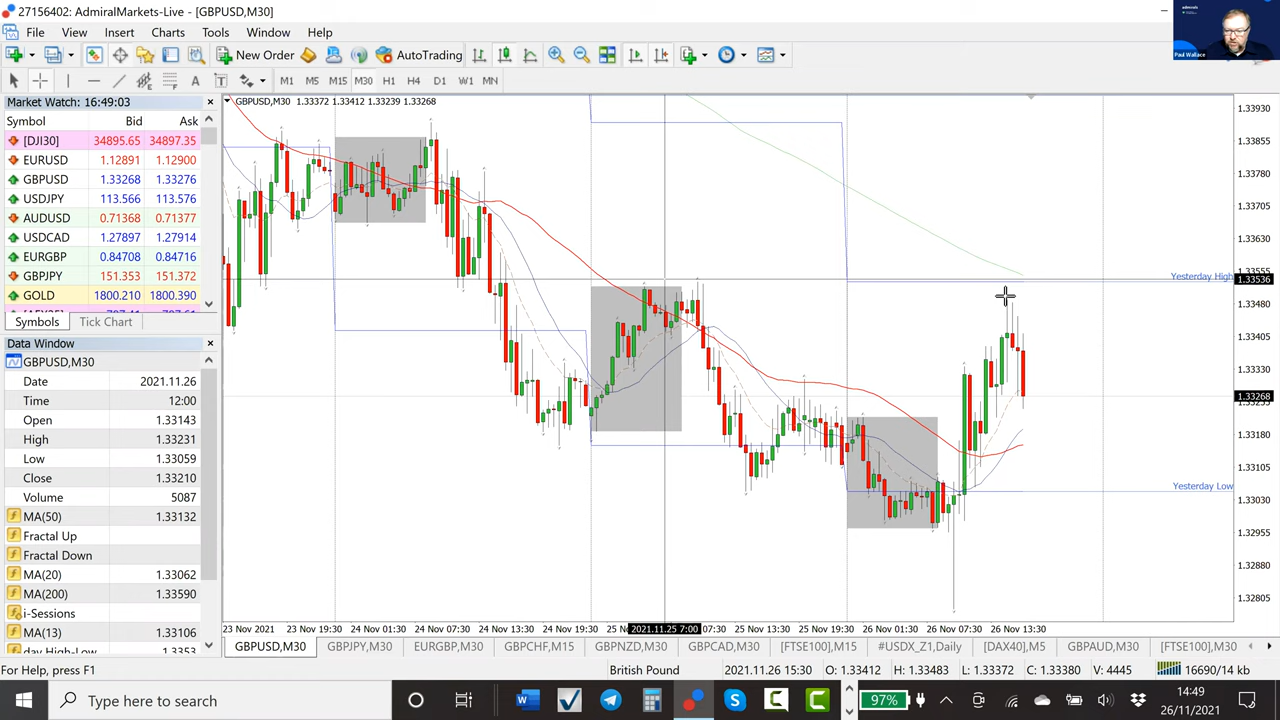 27156402: AdmiralMarkets-Live - [GBPUSD,M30]
admirals
Paul Wallace
File View Insert Charts Tools Window Help
New Order AutoTrading
A T M1 M5 M15 M30 H1 H4 D1 W1 MN
Market Watch: 16:49:03
Symbol Bid Ask
[DJI30] 34895.65 34897.35
EURUSD 1.12891 1.12900
GBPUSD 1.33268 1.33276
USDJPY 113.566 113.576
AUDUSD 0.71368 0.71377
USDCAD 1.27897 1.27914
EURGBP 0.84708 0.84716
GBPJPY 151.353 151.372
GOLD 1800.210 1800.390
Symbols Tick Chart
Data Window
GBPUSD,M30
Date 2021.11.26
Time 12:00
Open 1.33143
High 1.33231
Low 1.33059
Close 1.33210
Volume 5087
MA(50) 1.33132
Fractal Up
Fractal Down
MA(20) 1.33062
MA(200) 1.33590
i-Sessions
MA(13) 1.33106
GBPUSD,M30 1.33372 1.33412 1.33239 1.33268
Yesterday High
Yesterday Low
1.33930
1.33855
1.33780
1.33705
1.33630
1.33555
1.33536
1.33480
1.33405
1.33330
1.33268
1.33255
1.33180
1.33105
1.33030
1.32955
1.32880
1.32805
23 Nov 2021 23 Nov 19:30 24 Nov 01:30 24 Nov 07:30 24 Nov 13:30 24 Nov 19:30 25 Nov 2021.11.25 7:00 07:30 25 Nov 13:30 25 Nov 19:30 26 Nov 01:30 26 Nov 07:30 26 Nov 13:30
GBPUSD,M30 GBPJPY,M30 EURGBP,M30 GBPCHF,M15 GBPNZD,M30 GBPCAD,M30 [FTSE100],M15 #USDX_Z1,Daily [DAX40],M15 GBPAUD,M30 [FTSE100],M30
For Help, press F1 British Pound 2021.11.26 15:30 O: 1.33412 H: 1.33483 L: 1.33372 C: 1.33380 V: 4445 16690/14 kb
Type here to search 97% 14:49
26/11/2021